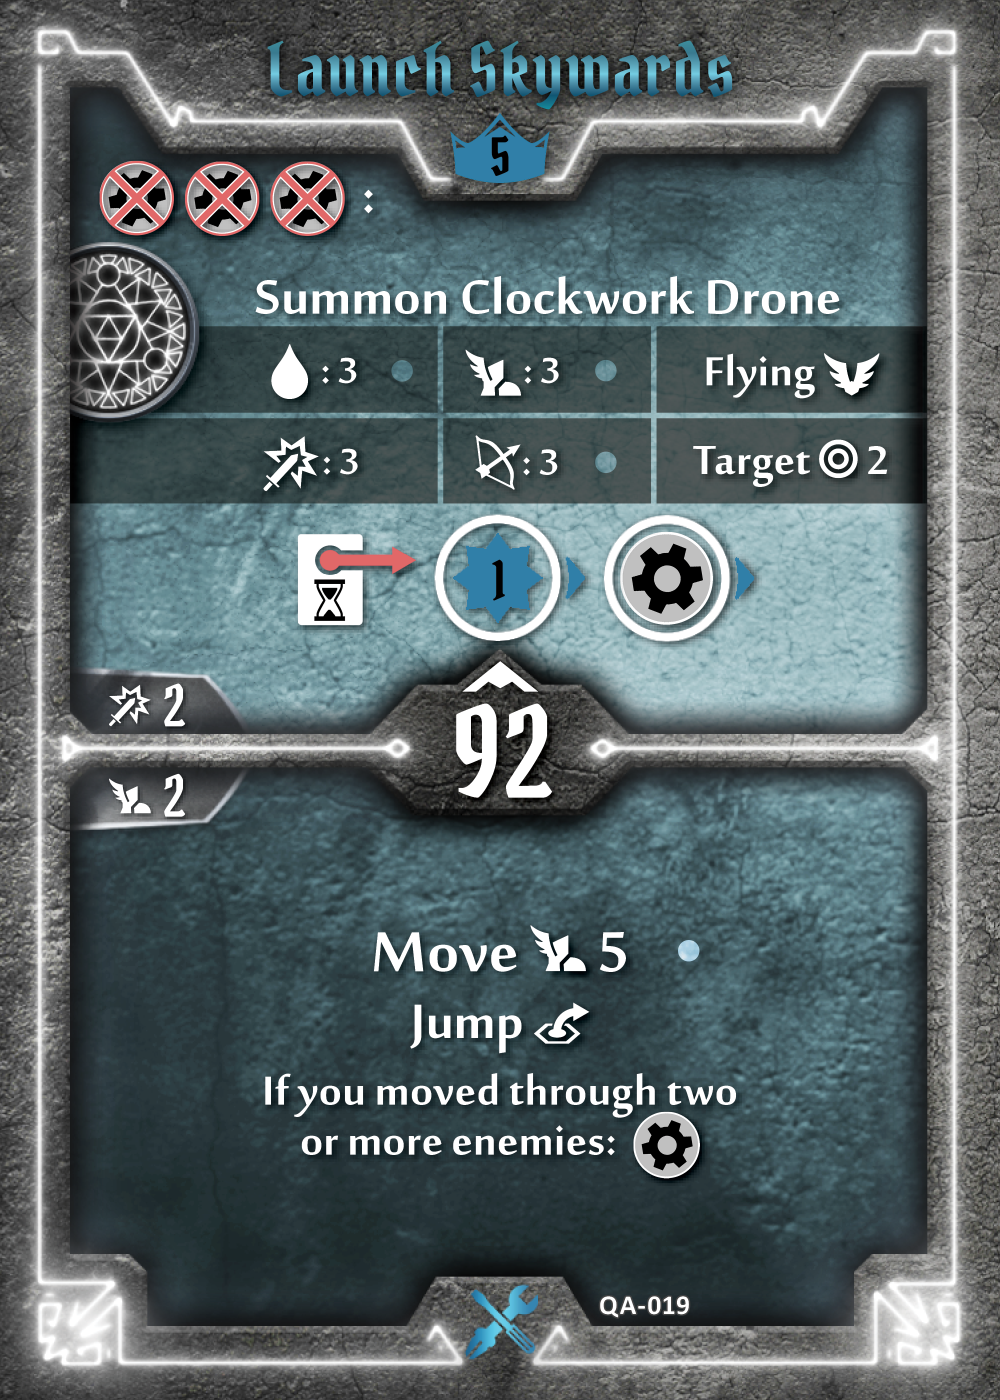 Launch Skywards
5
:
Summon Clockwork Drone
: 3 : 3 Flying
: 3 : 3 Target 2
1
2
92
2
Move 5
Jump
If you moved through two
or more enemies:
QA-019